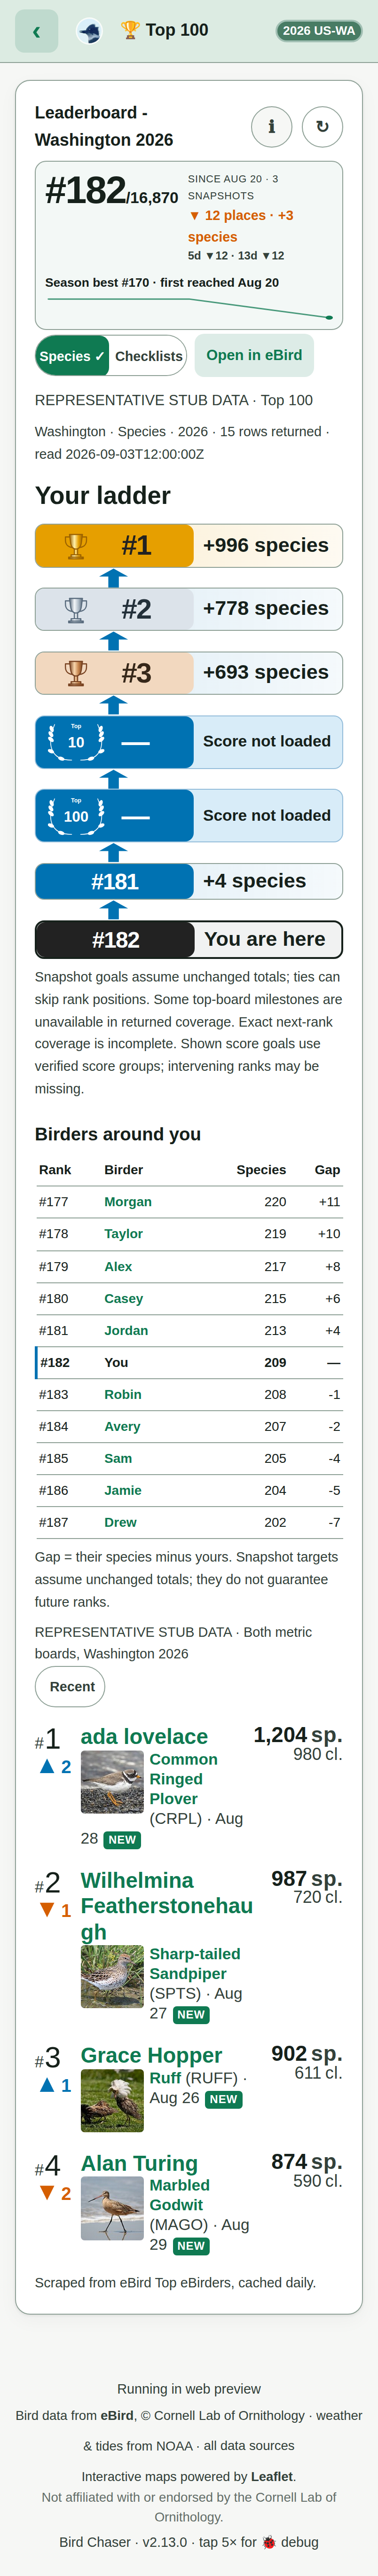 ‹ 🏆 Top 100 2026 US-WA
Leaderboard -
Washington 2026
ℹ ↻
#182/16,870
SINCE AUG 20 · 3
SNAPSHOTS
▼ 12 places · +3
species
5d ▼12 · 13d ▼12
Season best #170 · first reached Aug 20
Species ✓ Checklists Open in eBird
REPRESENTATIVE STUB DATA · Top 100
Washington · Species · 2026 · 15 rows returned ·
read 2026-09-03T12:00:00Z
Your ladder
#1 +996 species
#2 +778 species
#3 +693 species
Top
10 — Score not loaded
Top
100 — Score not loaded
#181 +4 species
#182 You are here
Snapshot goals assume unchanged totals; ties can
skip rank positions. Some top-board milestones are
unavailable in returned coverage. Exact next-rank
coverage is incomplete. Shown score goals use
verified score groups; intervening ranks may be
missing.
Birders around you
Rank Birder Species Gap
#177 Morgan 220 +11
#178 Taylor 219 +10
#179 Alex 217 +8
#180 Casey 215 +6
#181 Jordan 213 +4
#182 You 209 —
#183 Robin 208 -1
#184 Avery 207 -2
#185 Sam 205 -4
#186 Jamie 204 -5
#187 Drew 202 -7
Gap = their species minus yours. Snapshot targets
assume unchanged totals; they do not guarantee
future ranks.
REPRESENTATIVE STUB DATA · Both metric
boards, Washington 2026
Recent
#1 ada lovelace 1,204 sp.
▲ 2 980 cl.
Common
Ringed
Plover
(CRPL) · Aug
28 NEW
#2 Wilhelmina 987 sp.
▼ 1 Featherstonehau 720 cl.
gh
Sharp-tailed
Sandpiper
(SPTS) · Aug
27 NEW
#3 Grace Hopper 902 sp.
▲ 1 611 cl.
Ruff (RUFF) ·
Aug 26 NEW
#4 Alan Turing 874 sp.
▼ 2 590 cl.
Marbled
Godwit
(MAGO) · Aug
29 NEW
Scraped from eBird Top eBirders, cached daily.
Running in web preview
Bird data from eBird, © Cornell Lab of Ornithology · weather
& tides from NOAA · all data sources
Interactive maps powered by Leaflet.
Not affiliated with or endorsed by the Cornell Lab of
Ornithology.
Bird Chaser · v2.13.0 · tap 5× for 🐞 debug